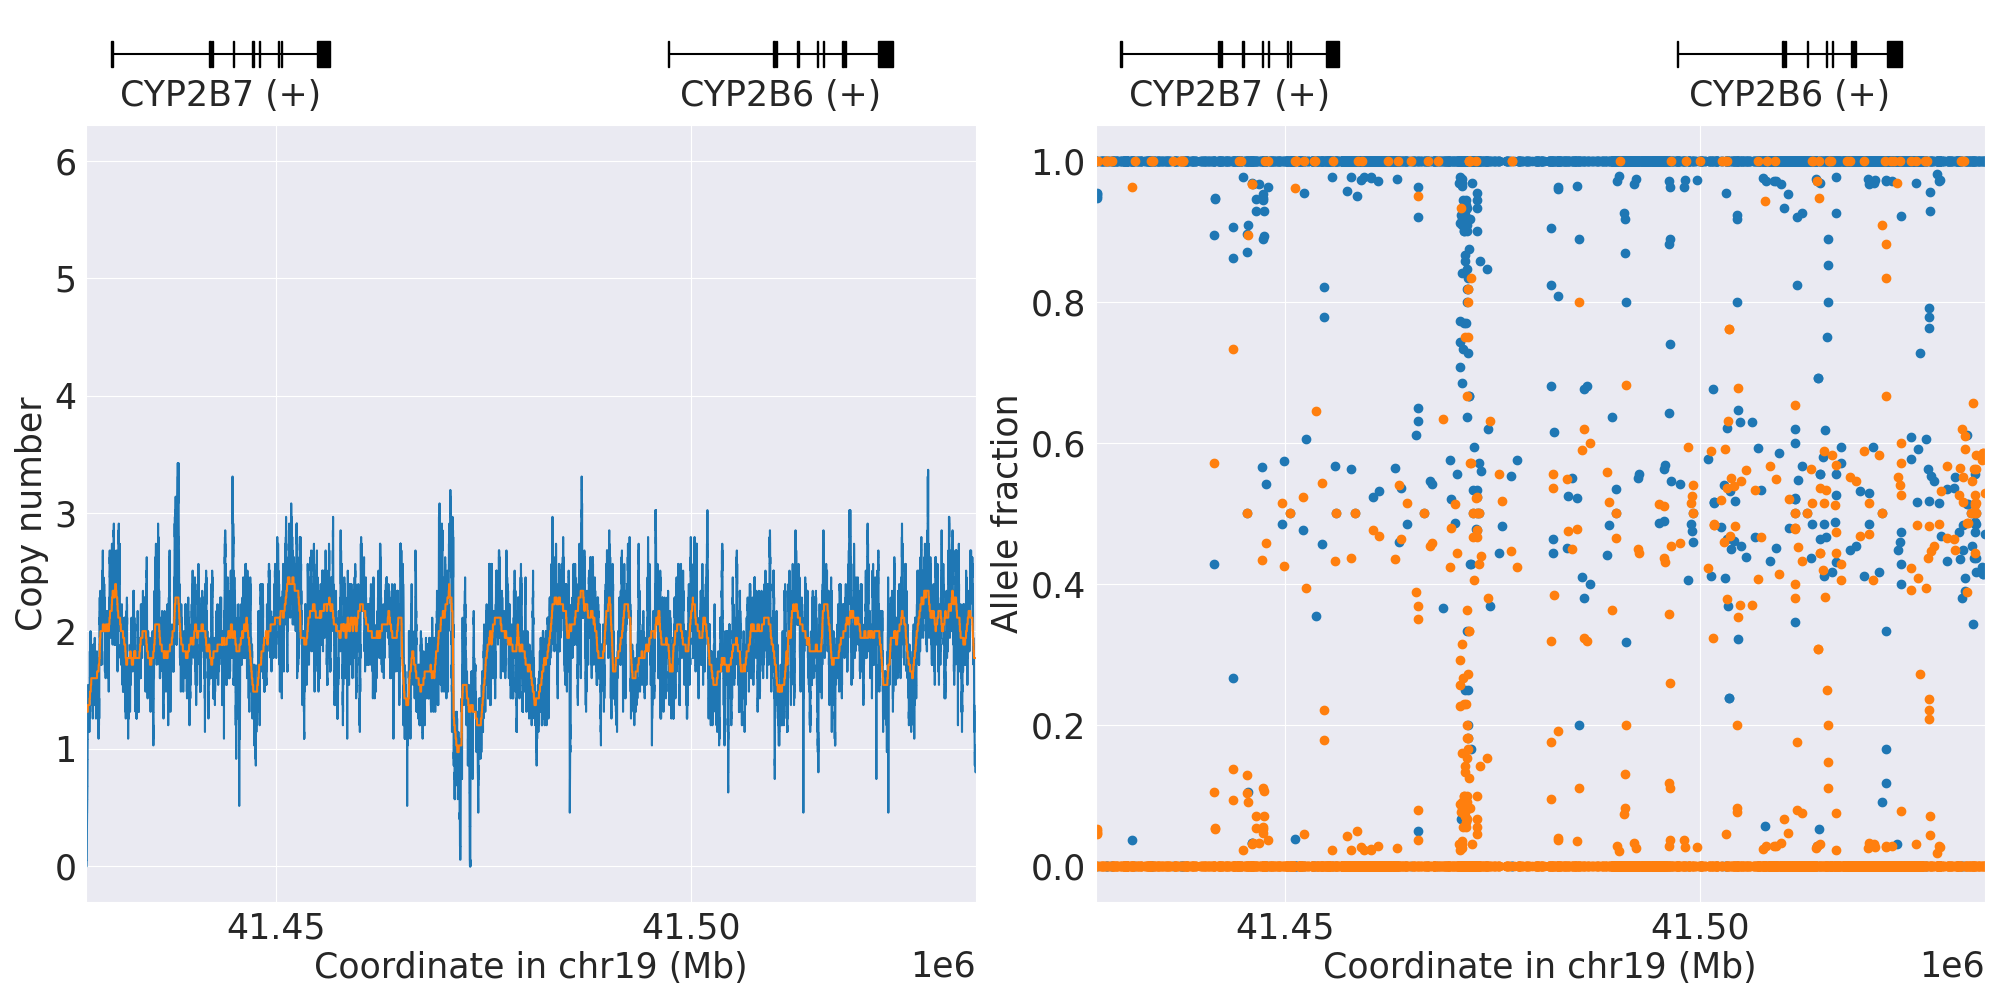 CYP2B7 (+)
CYP2B6 (+)
Copy number
6
5
4
3
2
1
0
41.45
41.50
Coordinate in chr19 (Mb)
1e6
CYP2B7 (+)
CYP2B6 (+)
Allele fraction
1.0
0.8
0.6
0.4
0.2
0.0
41.45
41.50
Coordinate in chr19 (Mb)
1e6